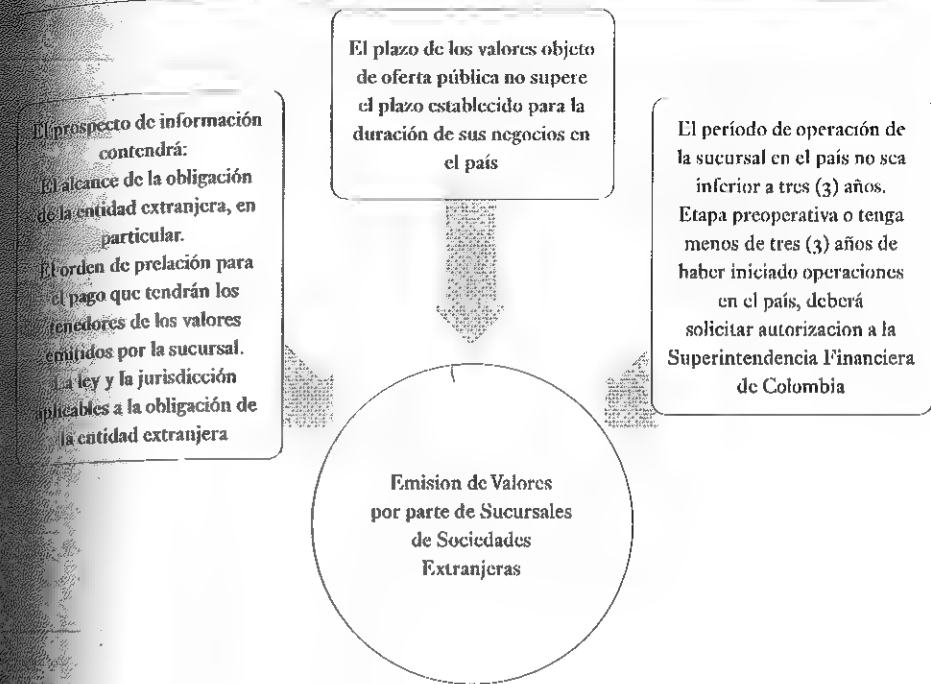 El prospecto de información
contendrá:
El alcance de la obligación
de la entidad extranjera, en
particular.
El orden de prelación para
el pago que tendrán los
tenedores de los valores
emitidos por la sucursal.
La ley y la jurisdicción
aplicables a la obligación de
la entidad extranjera
El plazo de los valores objeto
de oferta pública no supere
el plazo establecido para la
duración de sus negocios en
el país
El período de operación de
la sucursal en el país no sea
inferior a tres (3) años.
Etapa preoperativa o tenga
menos de tres (3) años de
haber iniciado operaciones
en el país, deberá
solicitar autorizacion a la
Superintendencia Financiera
de Colombia
Emision de Valores
por parte de Sucursales
de Sociedades
Extranjeras